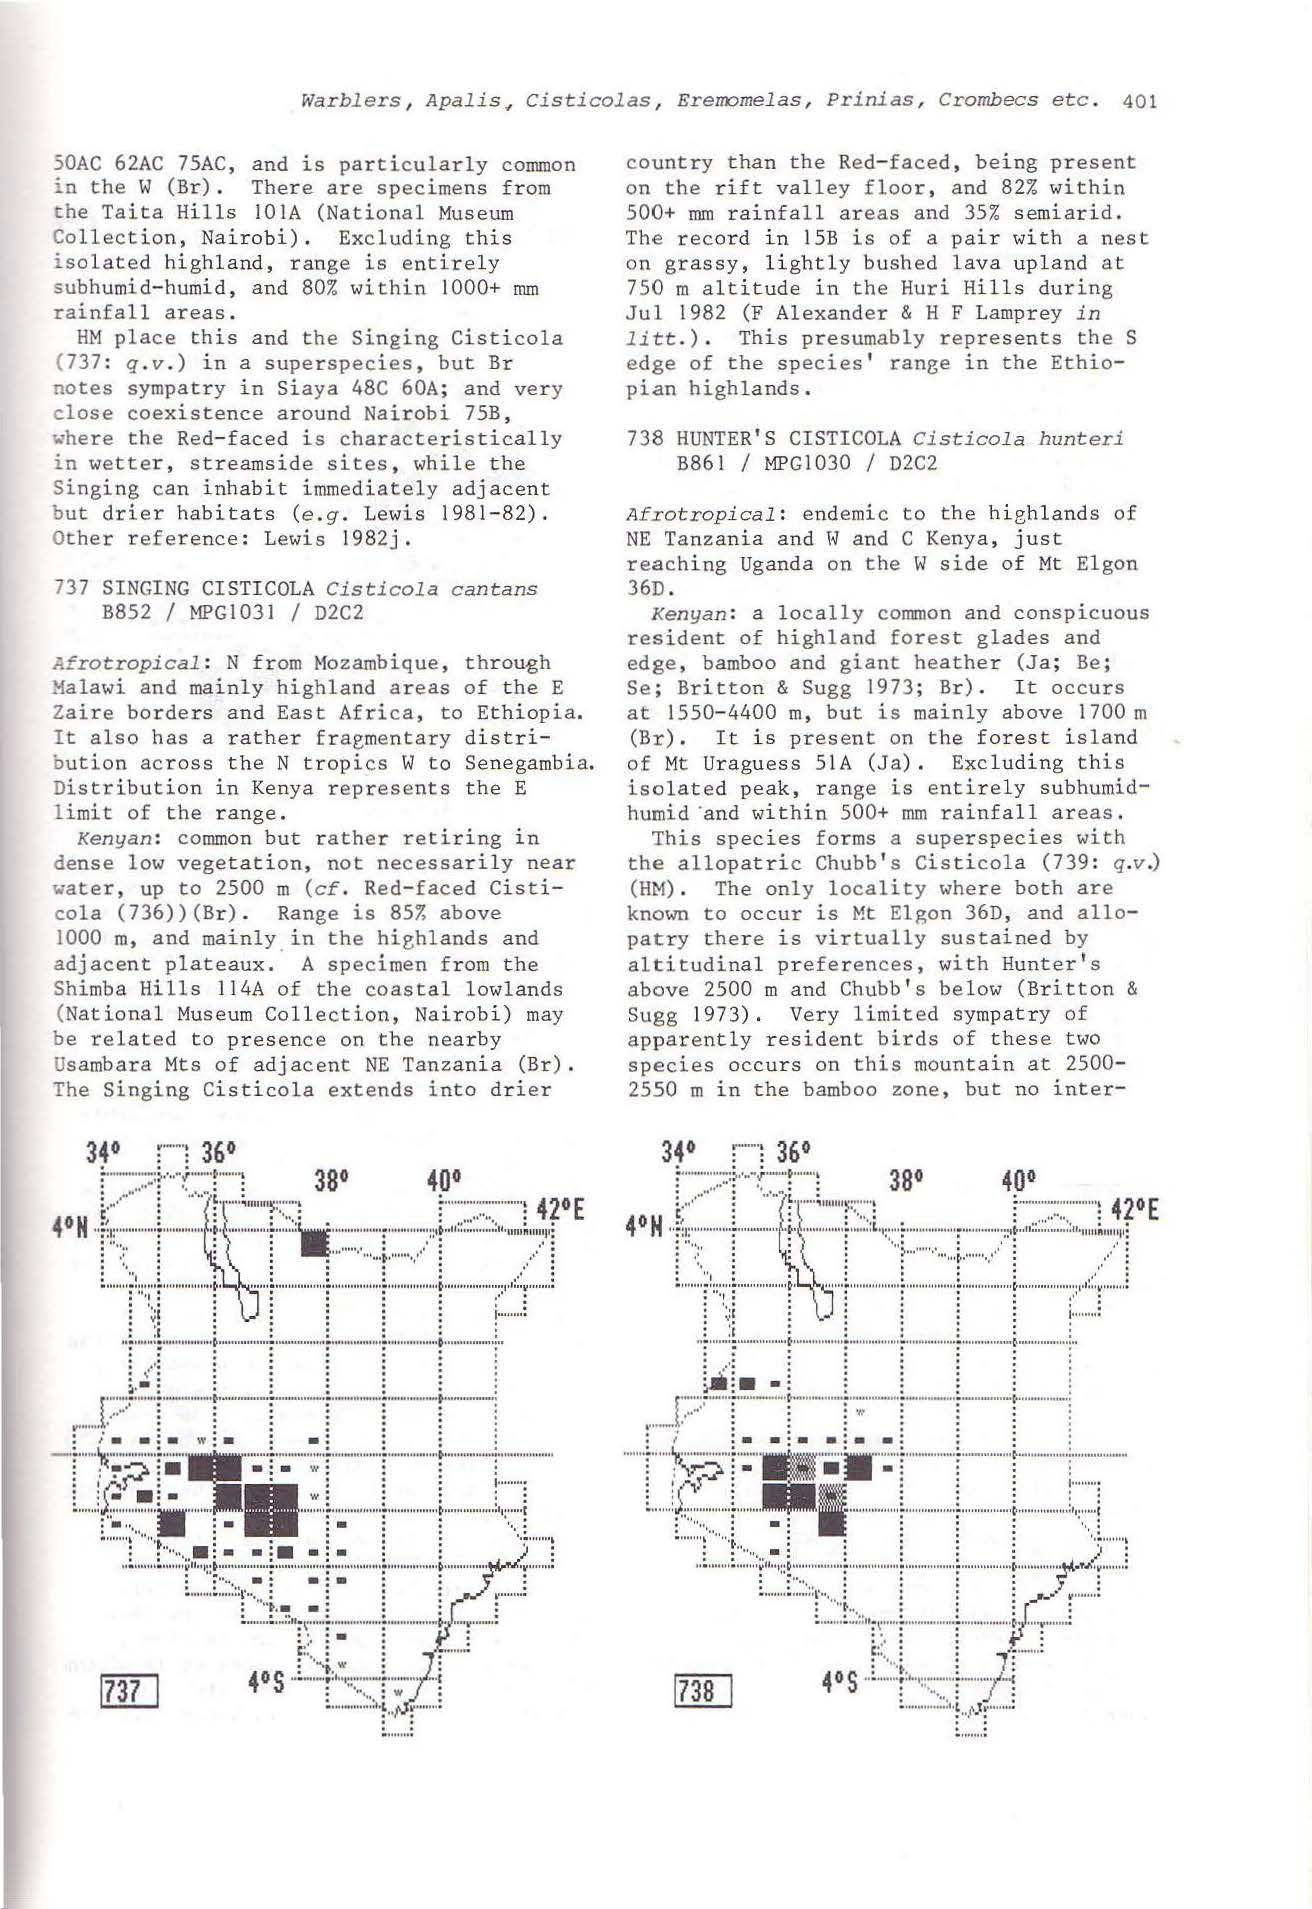 Warblers, Apalis, Cisticolas, Eremomelas, Prinias, Crombecs etc. 401
50AC 62AC 75AC, and is particularly common
in the W (Br). There are specimens from
the Taita Hills 101A (National Museum
Collection, Nairobi). Excluding this
isolated highland, range is entirely
subhumid-humid, and 80% within 1000+ mm
rainfall areas.
HM place this and the Singing Cisticola
(737: q.v.) in a superspecies, but Br
notes sympatry in Siaya 48C 60A; and very
close coexistence around Nairobi 75B,
where the Red-faced is characteristically
in wetter, streamside sites, while the
Singing can inhabit immediately adjacent
but drier habitats (e.g. Lewis 1981-82).
Other reference: Lewis 1982j.
737 SINGING CISTICOLA Cisticola cantans
B852 / MPG1031 / D2C2
Afrotropical: N from Mozambique, through
Malawi and mainly highland areas of the E
Zaire borders and East Africa, to Ethiopia.
It also has a rather fragmentary distri-
bution across the N tropics W to Senegambia.
Distribution in Kenya represents the E
limit of the range.
Kenyan: common but rather retiring in
dense low vegetation, not necessarily near
water, up to 2500 m (cf. Red-faced Cisti-
cola (736))(Br). Range is 85% above
1000 m, and mainly in the highlands and
adjacent plateaux. A specimen from the
Shimba Hills 114A of the coastal lowlands
(National Museum Collection, Nairobi) may
be related to presence on the nearby
Usambara Mts of adjacent NE Tanzania (Br).
The Singing Cisticola extends into drier
country than the Red-faced, being present
on the rift valley floor, and 82% within
500+ mm rainfall areas and 35% semiarid.
The record in 15B is of a pair with a nest
on grassy, lightly bushed lava upland at
750 m altitude in the Huri Hills during
Jul 1982 (F Alexander & H F Lamprey in
litt.). This presumably represents the S
edge of the species' range in the Ethio-
pian highlands.
738 HUNTER'S CISTICOLA Cisticola hunteri
B861 / MPG1030 / D2C2
Afrotropical: endemic to the highlands of
NE Tanzania and W and C Kenya, just
reaching Uganda on the W side of Mt Elgon
36D.
Kenyan: a locally common and conspicuous
resident of highland forest glades and
edge, bamboo and giant heather (Ja; Be;
Se; Britton & Sugg 1973; Br). It occurs
at 1550-4400 m, but is mainly above 1700 m
(Br). It is present on the forest island
of Mt Uraguess 51A (Ja). Excluding this
isolated peak, range is entirely subhumid-
humid and within 500+ mm rainfall areas.
This species forms a superspecies with
the allopatric Chubb's Cisticola (739: q.v.)
(HM). The only locality where both are
known to occur is Mt Elgon 36D, and allo-
patry there is virtually sustained by
altitudinal preferences, with Hunter's
above 2500 m and Chubb's below (Britton &
Sugg 1973). Very limited sympatry of
apparently resident birds of these two
species occurs on this mountain at 2500-
2550 m in the bamboo zone, but no inter-
34° 36°
38° 40°
42°E
4°N
w
w
w
w
w
4°S
737
34° 36°
38° 40°
42°E
4°N
w
4°S
738